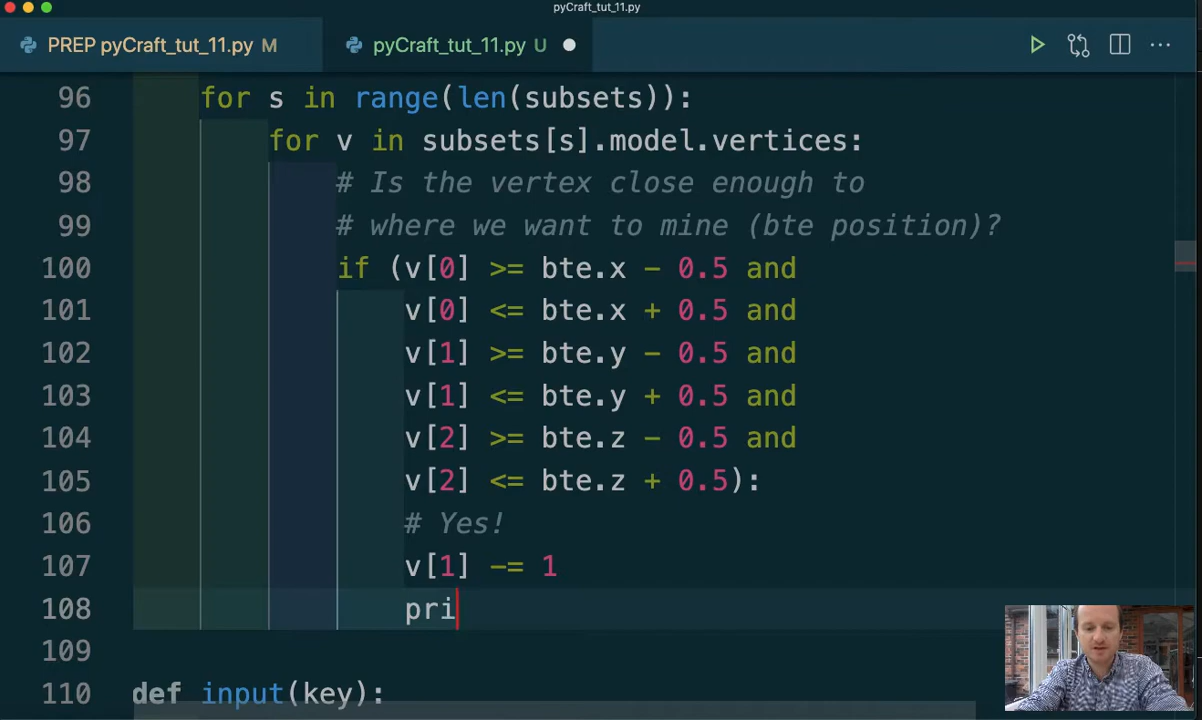 pyCraft_tut_11.py
PREP pyCraft_tut_11.py M
pyCraft_tut_11.py U
96 for s in range(len(subsets)):
97 for v in subsets[s].model.vertices:
98 # Is the vertex close enough to
99 # where we want to mine (bte position)?
100 if (v[0] >= bte.x - 0.5 and
101 v[0] <= bte.x + 0.5 and
102 v[1] >= bte.y - 0.5 and
103 v[1] <= bte.y + 0.5 and
104 v[2] >= bte.z - 0.5 and
105 v[2] <= bte.z + 0.5):
106 # Yes!
107 v[1] -= 1
108 pri
109
110 def input(key):